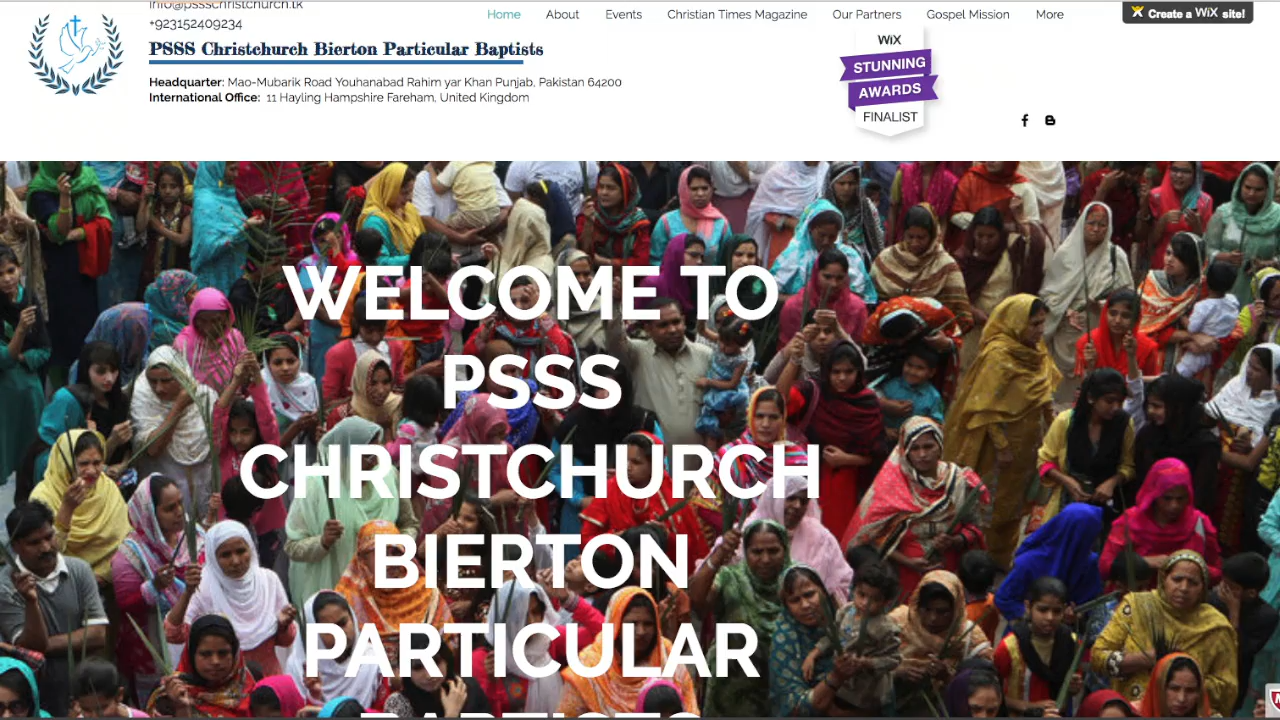 info@pssschristchurch.tk
+923152409234
PSSS Christchurch Bierton Particular Baptists
Headquarter: Mao-Mubarik Road Youhanabad Rahim yar Khan Punjab, Pakistan 64200
International Office: 11 Hayling Hampshire Fareham, United Kingdom
Home About Events Christian Times Magazine Our Partners Gospel Mission More
Create a WiX site!
WiX
STUNNING
AWARDS
FINALIST
WELCOME TO
PSSS
CHRISTCHURCH
BIERTON
PARTICULAR
BAPTISTS